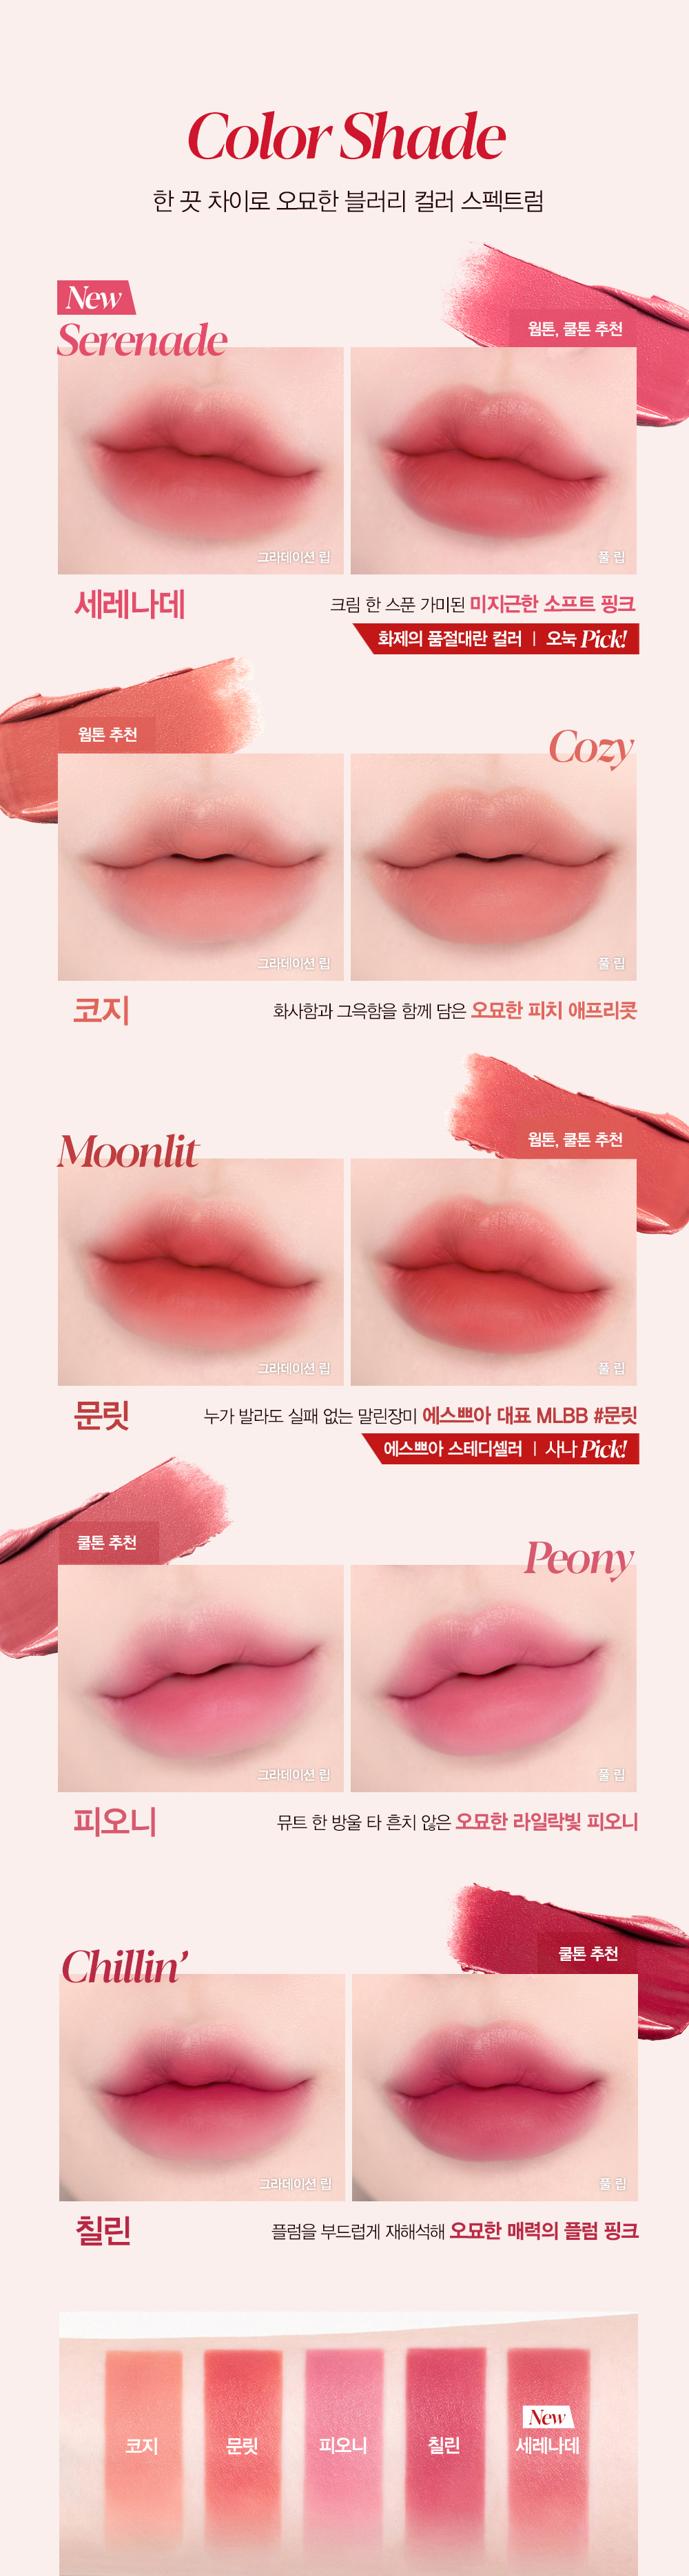 Color Shade
한 끗 차이로 오묘한 블러리 컬러 스펙트럼
New
Serenade
웜톤, 쿨톤 추천
그라데이션 립
풀 립
세레나데
크림 한 스푼 가미된 미지근한 소프트 핑크
화제의 품절대란 컬러 | 오눅 Pick!
웜톤 추천
Cozy
그라데이션 립
풀 립
코지
화사함과 그윽함을 함께 담은 오묘한 피치 애프리콧
Moonlit
웜톤, 쿨톤 추천
그라데이션 립
풀 립
문릿
누가 발라도 실패 없는 말린장미 에스쁘아 대표 MLBB #문릿
에스쁘아 스테디셀러 | 사나 Pick!
쿨톤 추천
Peony
그라데이션 립
풀 립
피오니
뮤트 한 방울 타 흔치 않은 오묘한 라일락빛 피오니
Chillin’
쿨톤 추천
그라데이션 립
풀 립
칠린
플럼을 부드럽게 재해석해 오묘한 매력의 플럼 핑크
코지
문릿
피오니
칠린
New
세레나데